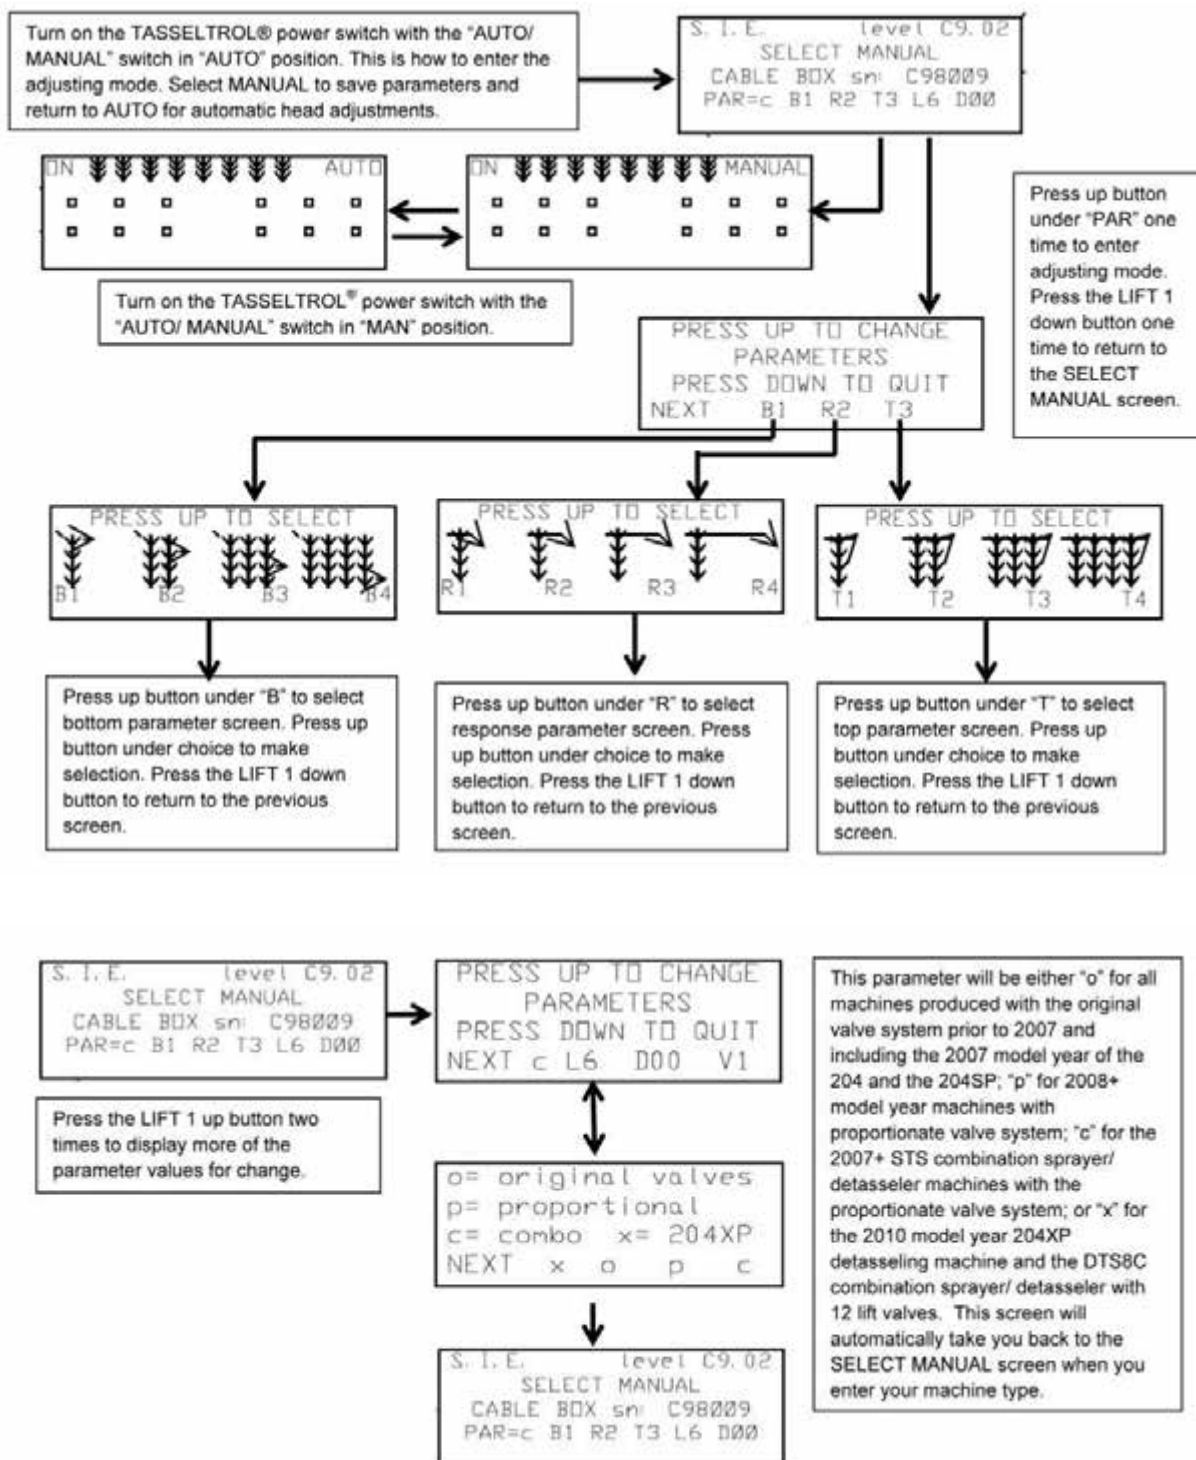 Turn on the TASSELTROL® power switch with the “AUTO/
MANUAL” switch in “AUTO” position. This is how to enter the
adjusting mode. Select MANUAL to save parameters and
return to AUTO for automatic head adjustments.
S. I. E. level C9.02
SELECT MANUAL
CABLE BOX sn: C98009
PAR=c B1 R2 T3 L6 D00
ON AUTO
ON MANUAL
Turn on the TASSELTROL® power switch with the
“AUTO/ MANUAL” switch in “MAN” position.
Press up button
under “PAR” one
time to enter
adjusting mode.
Press the LIFT 1
down button one
time to return to
the SELECT
MANUAL screen.
PRESS UP TO CHANGE
PARAMETERS
PRESS DOWN TO QUIT
NEXT B1 R2 T3
PRESS UP TO SELECT
B1 B2 B3 B4
PRESS UP TO SELECT
R1 R2 R3 R4
PRESS UP TO SELECT
T1 T2 T3 T4
Press up button under “B” to select
bottom parameter screen. Press up
button under choice to make
selection. Press the LIFT 1 down
button to return to the previous
screen.
Press up button under “R” to select
response parameter screen. Press
up button under choice to make
selection. Press the LIFT 1 down
button to return to the previous
screen.
Press up button under “T” to select
top parameter screen. Press up
button under choice to make
selection. Press the LIFT 1 down
button to return to the previous
screen.
S. I. E. level C9.02
SELECT MANUAL
CABLE BOX sn: C98009
PAR=c B1 R2 T3 L6 D00
Press the LIFT 1 up button two
times to display more of the
parameter values for change.
PRESS UP TO CHANGE
PARAMETERS
PRESS DOWN TO QUIT
NEXT c L6 D00 V1
o= original valves
p= proportional
c= combo x= 204XP
NEXT x o p c
S. I. E. level C9.02
SELECT MANUAL
CABLE BOX sn: C98009
PAR=c B1 R2 T3 L6 D00
This parameter will be either “o” for all
machines produced with the original
valve system prior to 2007 and
including the 2007 model year of the
204 and the 204SP; “p” for 2008+
model year machines with
proportionate valve system; “c” for the
2007+ STS combination sprayer/
detasseler machines with the
proportionate valve system; or “x” for
the 2010 model year 204XP
detasseling machine and the DTS8C
combination sprayer/ detasseler with
12 lift valves. This screen will
automatically take you back to the
SELECT MANUAL screen when you
enter your machine type.